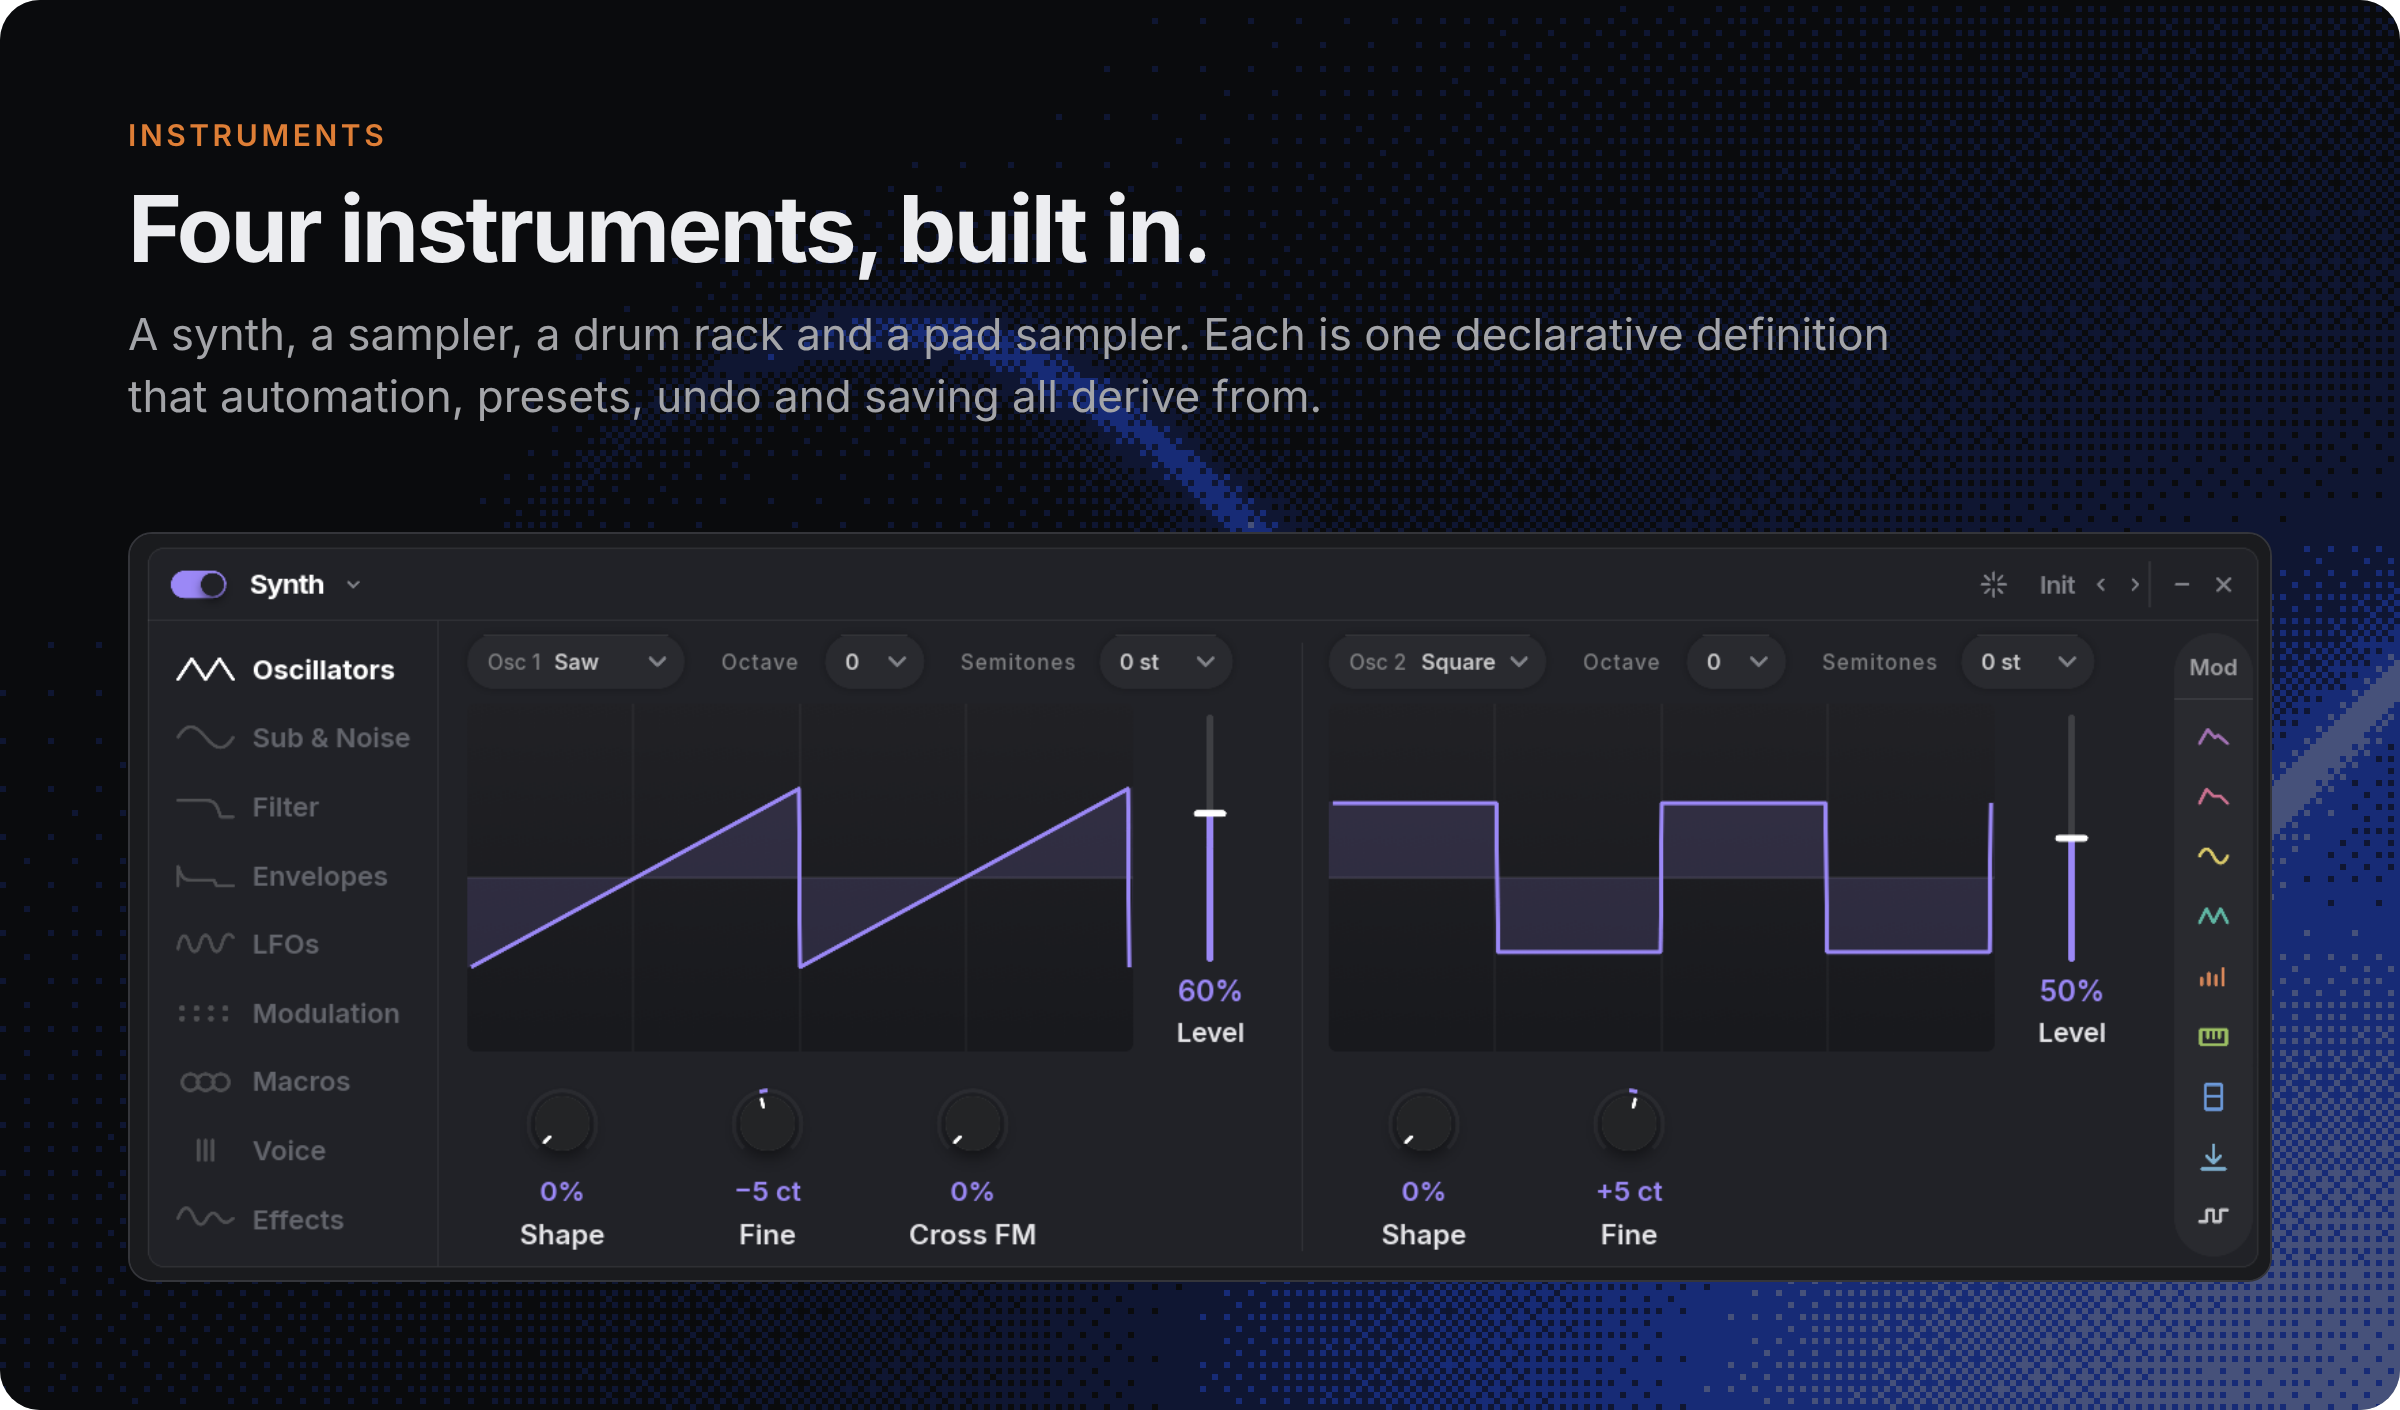 INSTRUMENTS
Four instruments, built in.
A synth, a sampler, a drum rack and a pad sampler. Each is one declarative definition
that automation, presets, undo and saving all derive from.
Synth
Init
Oscillators
Sub & Noise
Filter
Envelopes
LFOs
Modulation
Macros
Voice
Effects
Osc 1 Saw Octave 0 Semitones 0 st
60%
Level
0% −5 ct 0%
Shape Fine Cross FM
Osc 2 Square Octave 0 Semitones 0 st
50%
Level
0% +5 ct
Shape Fine
Mod